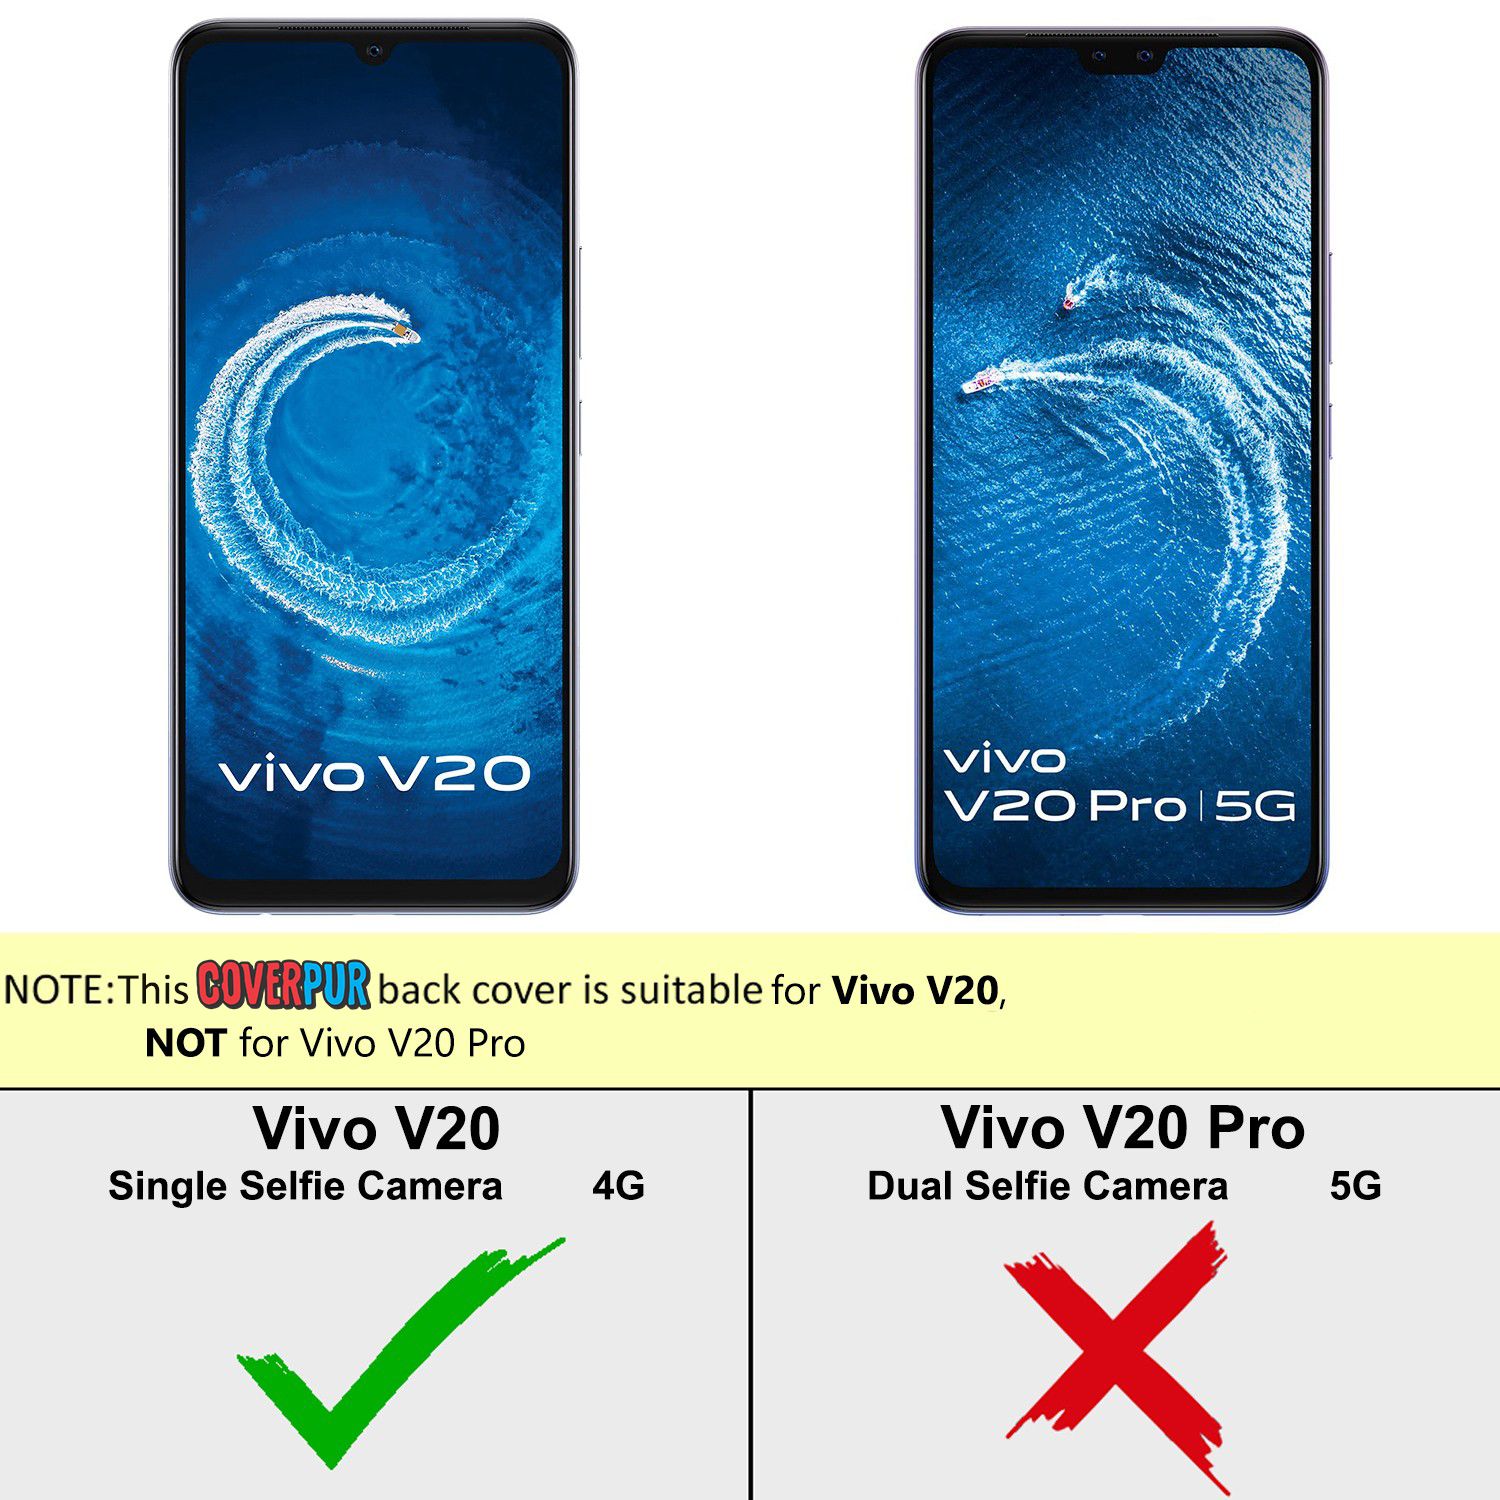 vivo V20
vivo
V20 Pro | 5G
NOTE: This COVERPUR back cover is suitable for Vivo V20,
NOT for Vivo V20 Pro
Vivo V20
Single Selfie Camera 4G
Vivo V20 Pro
Dual Selfie Camera 5G